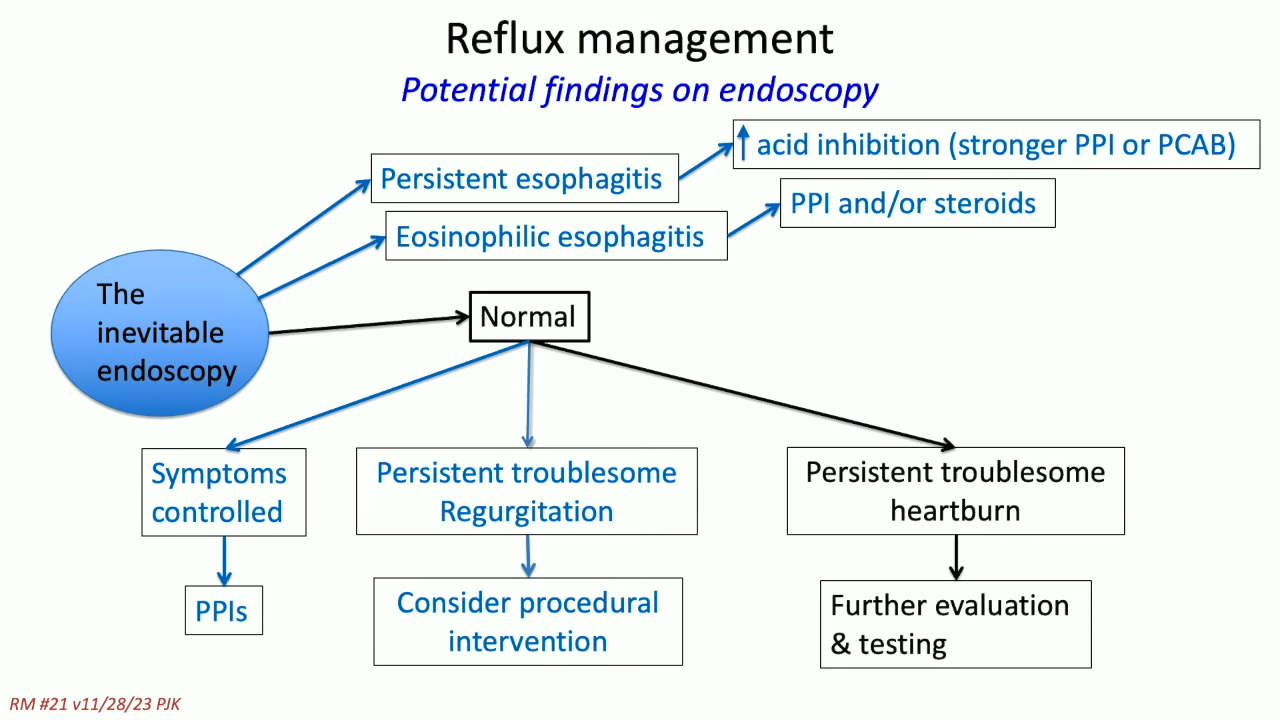 Reflux management
Potential findings on endoscopy
acid inhibition (stronger PPI or PCAB)
Persistent esophagitis
PPI and/or steroids
Eosinophilic esophagitis
The
inevitable
endoscopy
Normal
Symptoms
controlled
Persistent troublesome
Regurgitation
Persistent troublesome
heartburn
PPIs
Consider procedural
intervention
Further evaluation
& testing
RM #21 v11/28/23 PJK